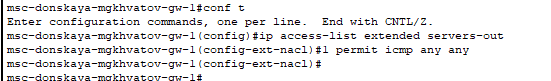 msc-donskaya-mgkhvatov-gw-1#conf t
Enter configuration commands, one per line.  End with CNTL/Z.
msc-donskaya-mgkhvatov-gw-1(config)#ip access-list extended servers-out
msc-donskaya-mgkhvatov-gw-1(config-ext-nacl)#1 permit icmp any any
msc-donskaya-mgkhvatov-gw-1(config-ext-nacl)#
msc-donskaya-mgkhvatov-gw-1#